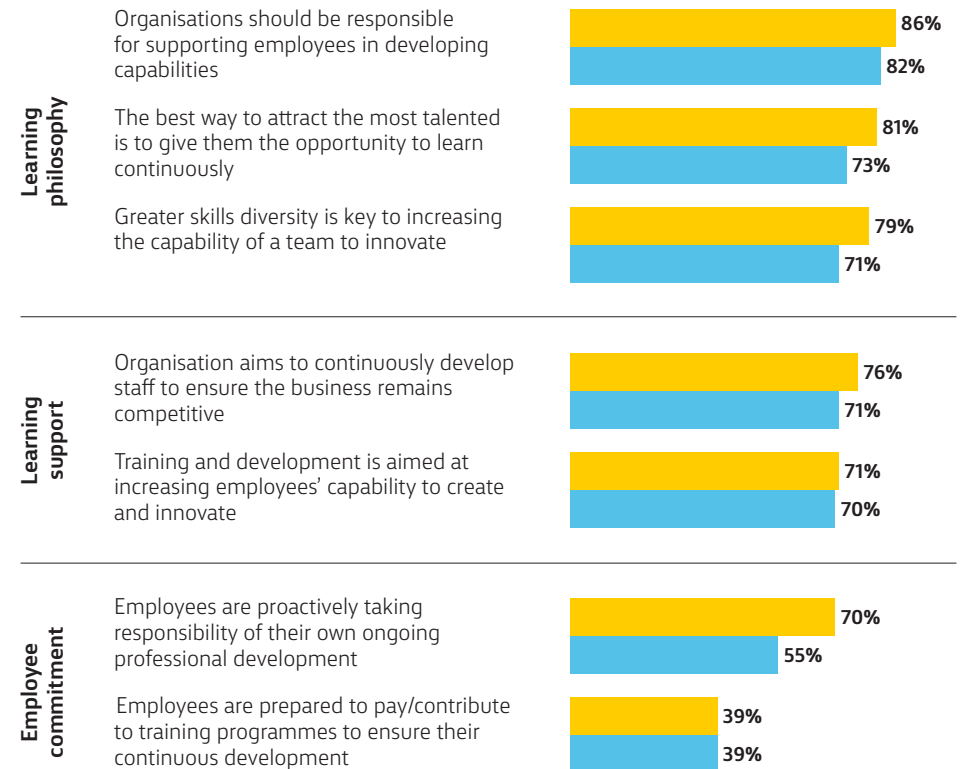 Learning
philosophy
Organisations should be responsible
for supporting employees in developing
capabilities
86%
82%
The best way to attract the most talented
is to give them the opportunity to learn
continuously
81%
73%
Greater skills diversity is key to increasing
the capability of a team to innovate
79%
71%
Learning
support
Organisation aims to continuously develop
staff to ensure the business remains
competitive
76%
71%
Training and development is aimed at
increasing employees’ capability to create
and innovate
71%
70%
Employee
commitment
Employees are proactively taking
responsibility of their own ongoing
professional development
70%
55%
Employees are prepared to pay/contribute
to training programmes to ensure their
continuous development
39%
39%